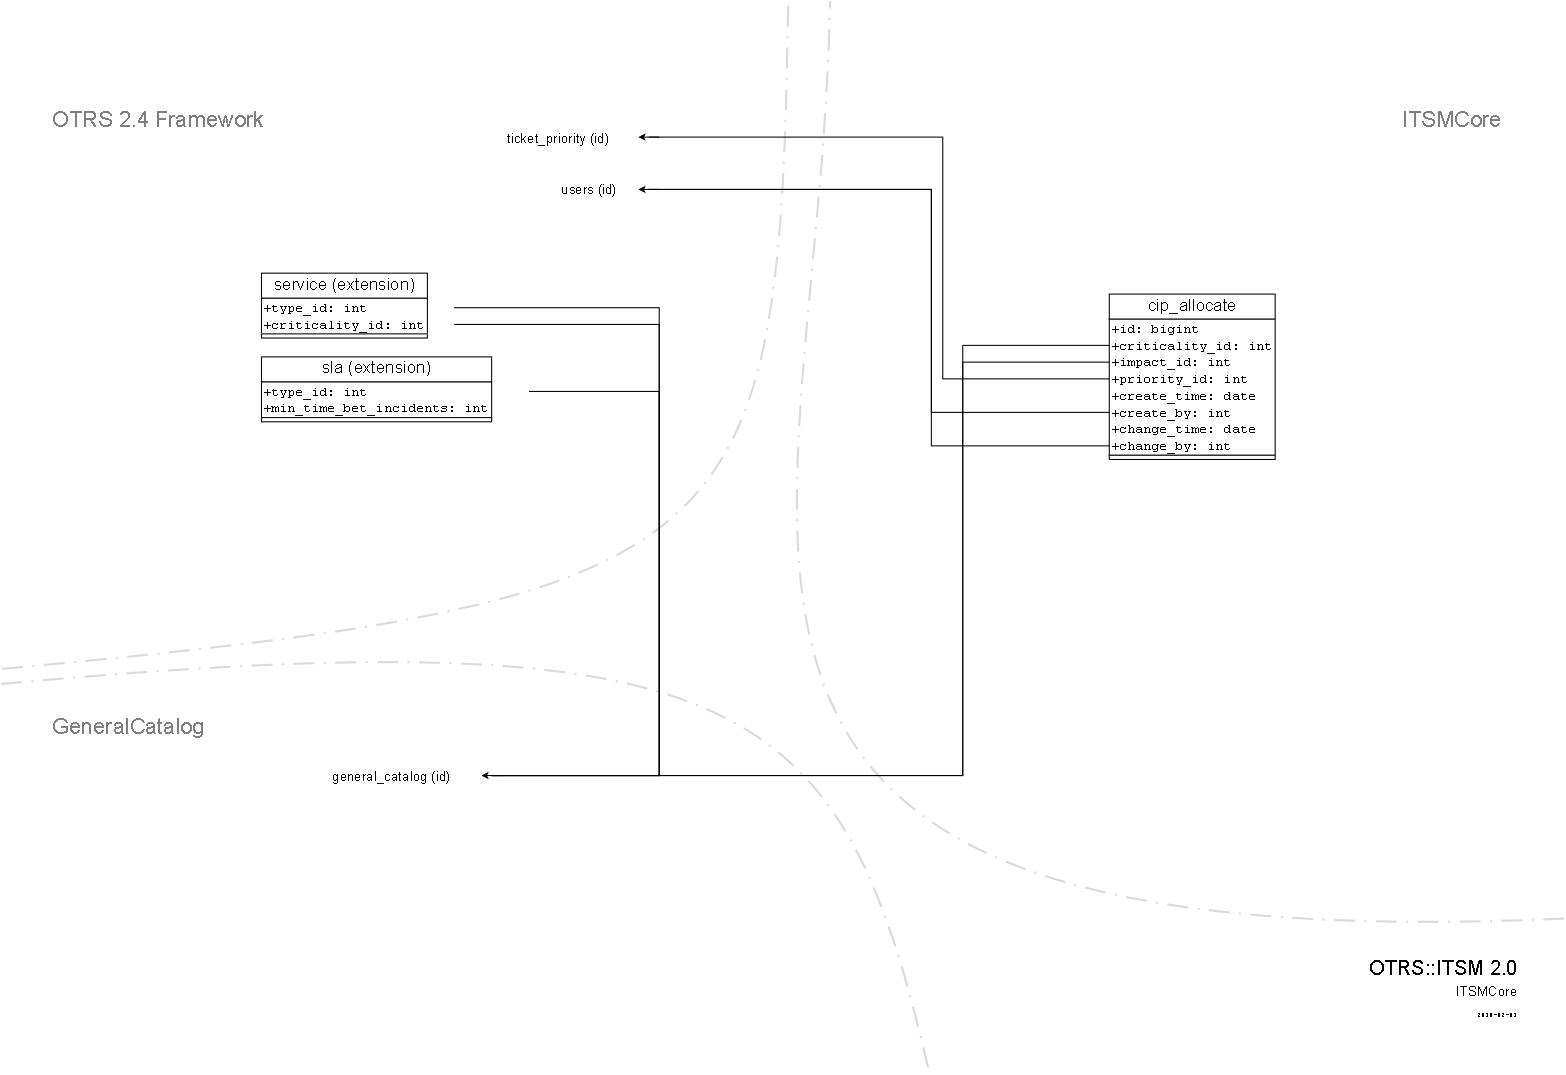 OTRS 2.4 Framework
ITSMCore
ticket_priority (id)
users (id)
service (extension)
+type_id: int
+criticality_id: int
sla (extension)
+type_id: int
+min_time_bet_incidents: int
cip_allocate
+id: bigint
+criticality_id: int
+impact_id: int
+priority_id: int
+create_time: date
+create_by: int
+change_time: date
+change_by: int
GeneralCatalog
general_catalog (id)
OTRS::ITSM 2.0
ITSMCore